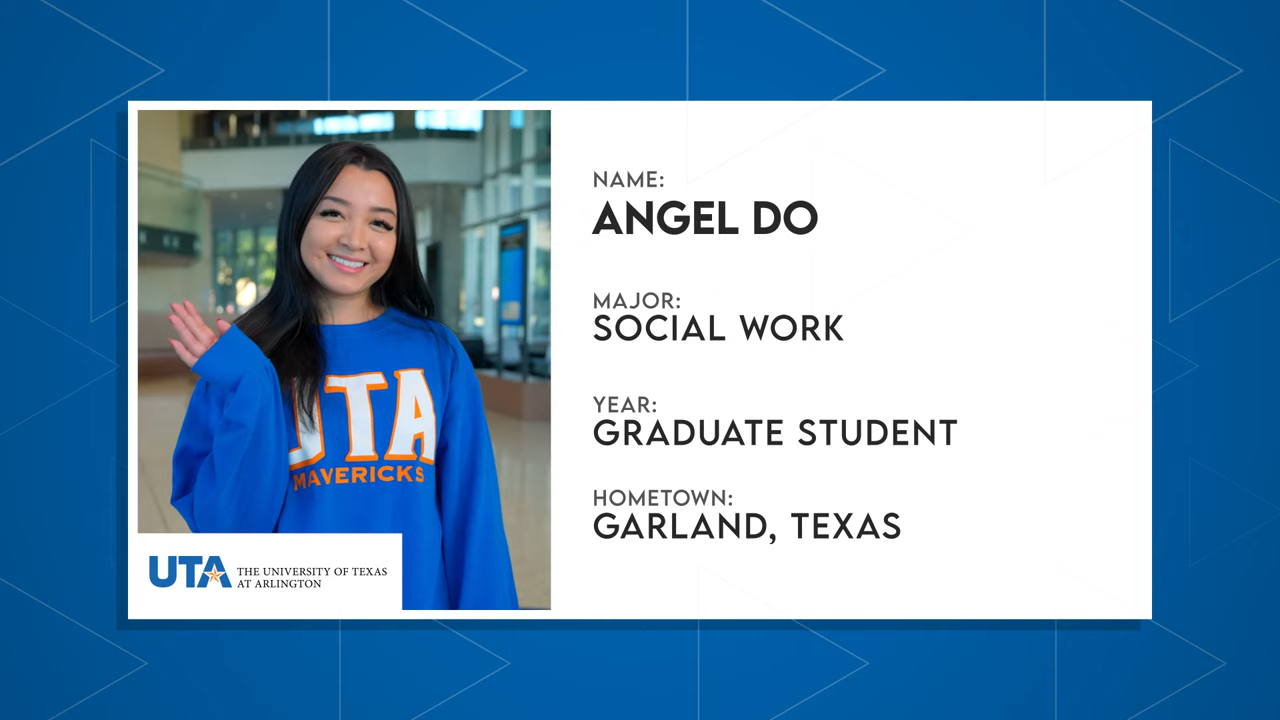 NAME:
ANGEL DO
MAJOR:
SOCIAL WORK
YEAR:
GRADUATE STUDENT
HOMETOWN:
GARLAND, TEXAS
UTA
MAVERICKS
UTA
THE UNIVERSITY OF TEXAS
AT ARLINGTON